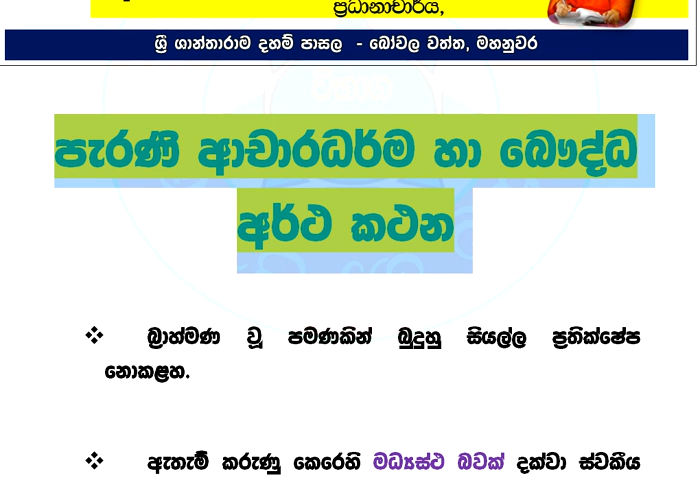 ප්‍රධානාචාර්ය,
ශ්‍රී ශාන්තාරාම දහම් පාසල - බෝවල වත්ත, මහනුවර
පැරණි ආචාරධර්ම හා බෞද්ධ
අර්ථ කථන
❖ බ්‍රාහ්මණ වූ පමණකින් බුදුහු සියල්ල ප්‍රතික්ෂේප
නොකළහ.
❖ ඇතැම් කරුණු කෙරෙහි මධ්‍යස්ථ බවක් දක්වා ස්වකීය